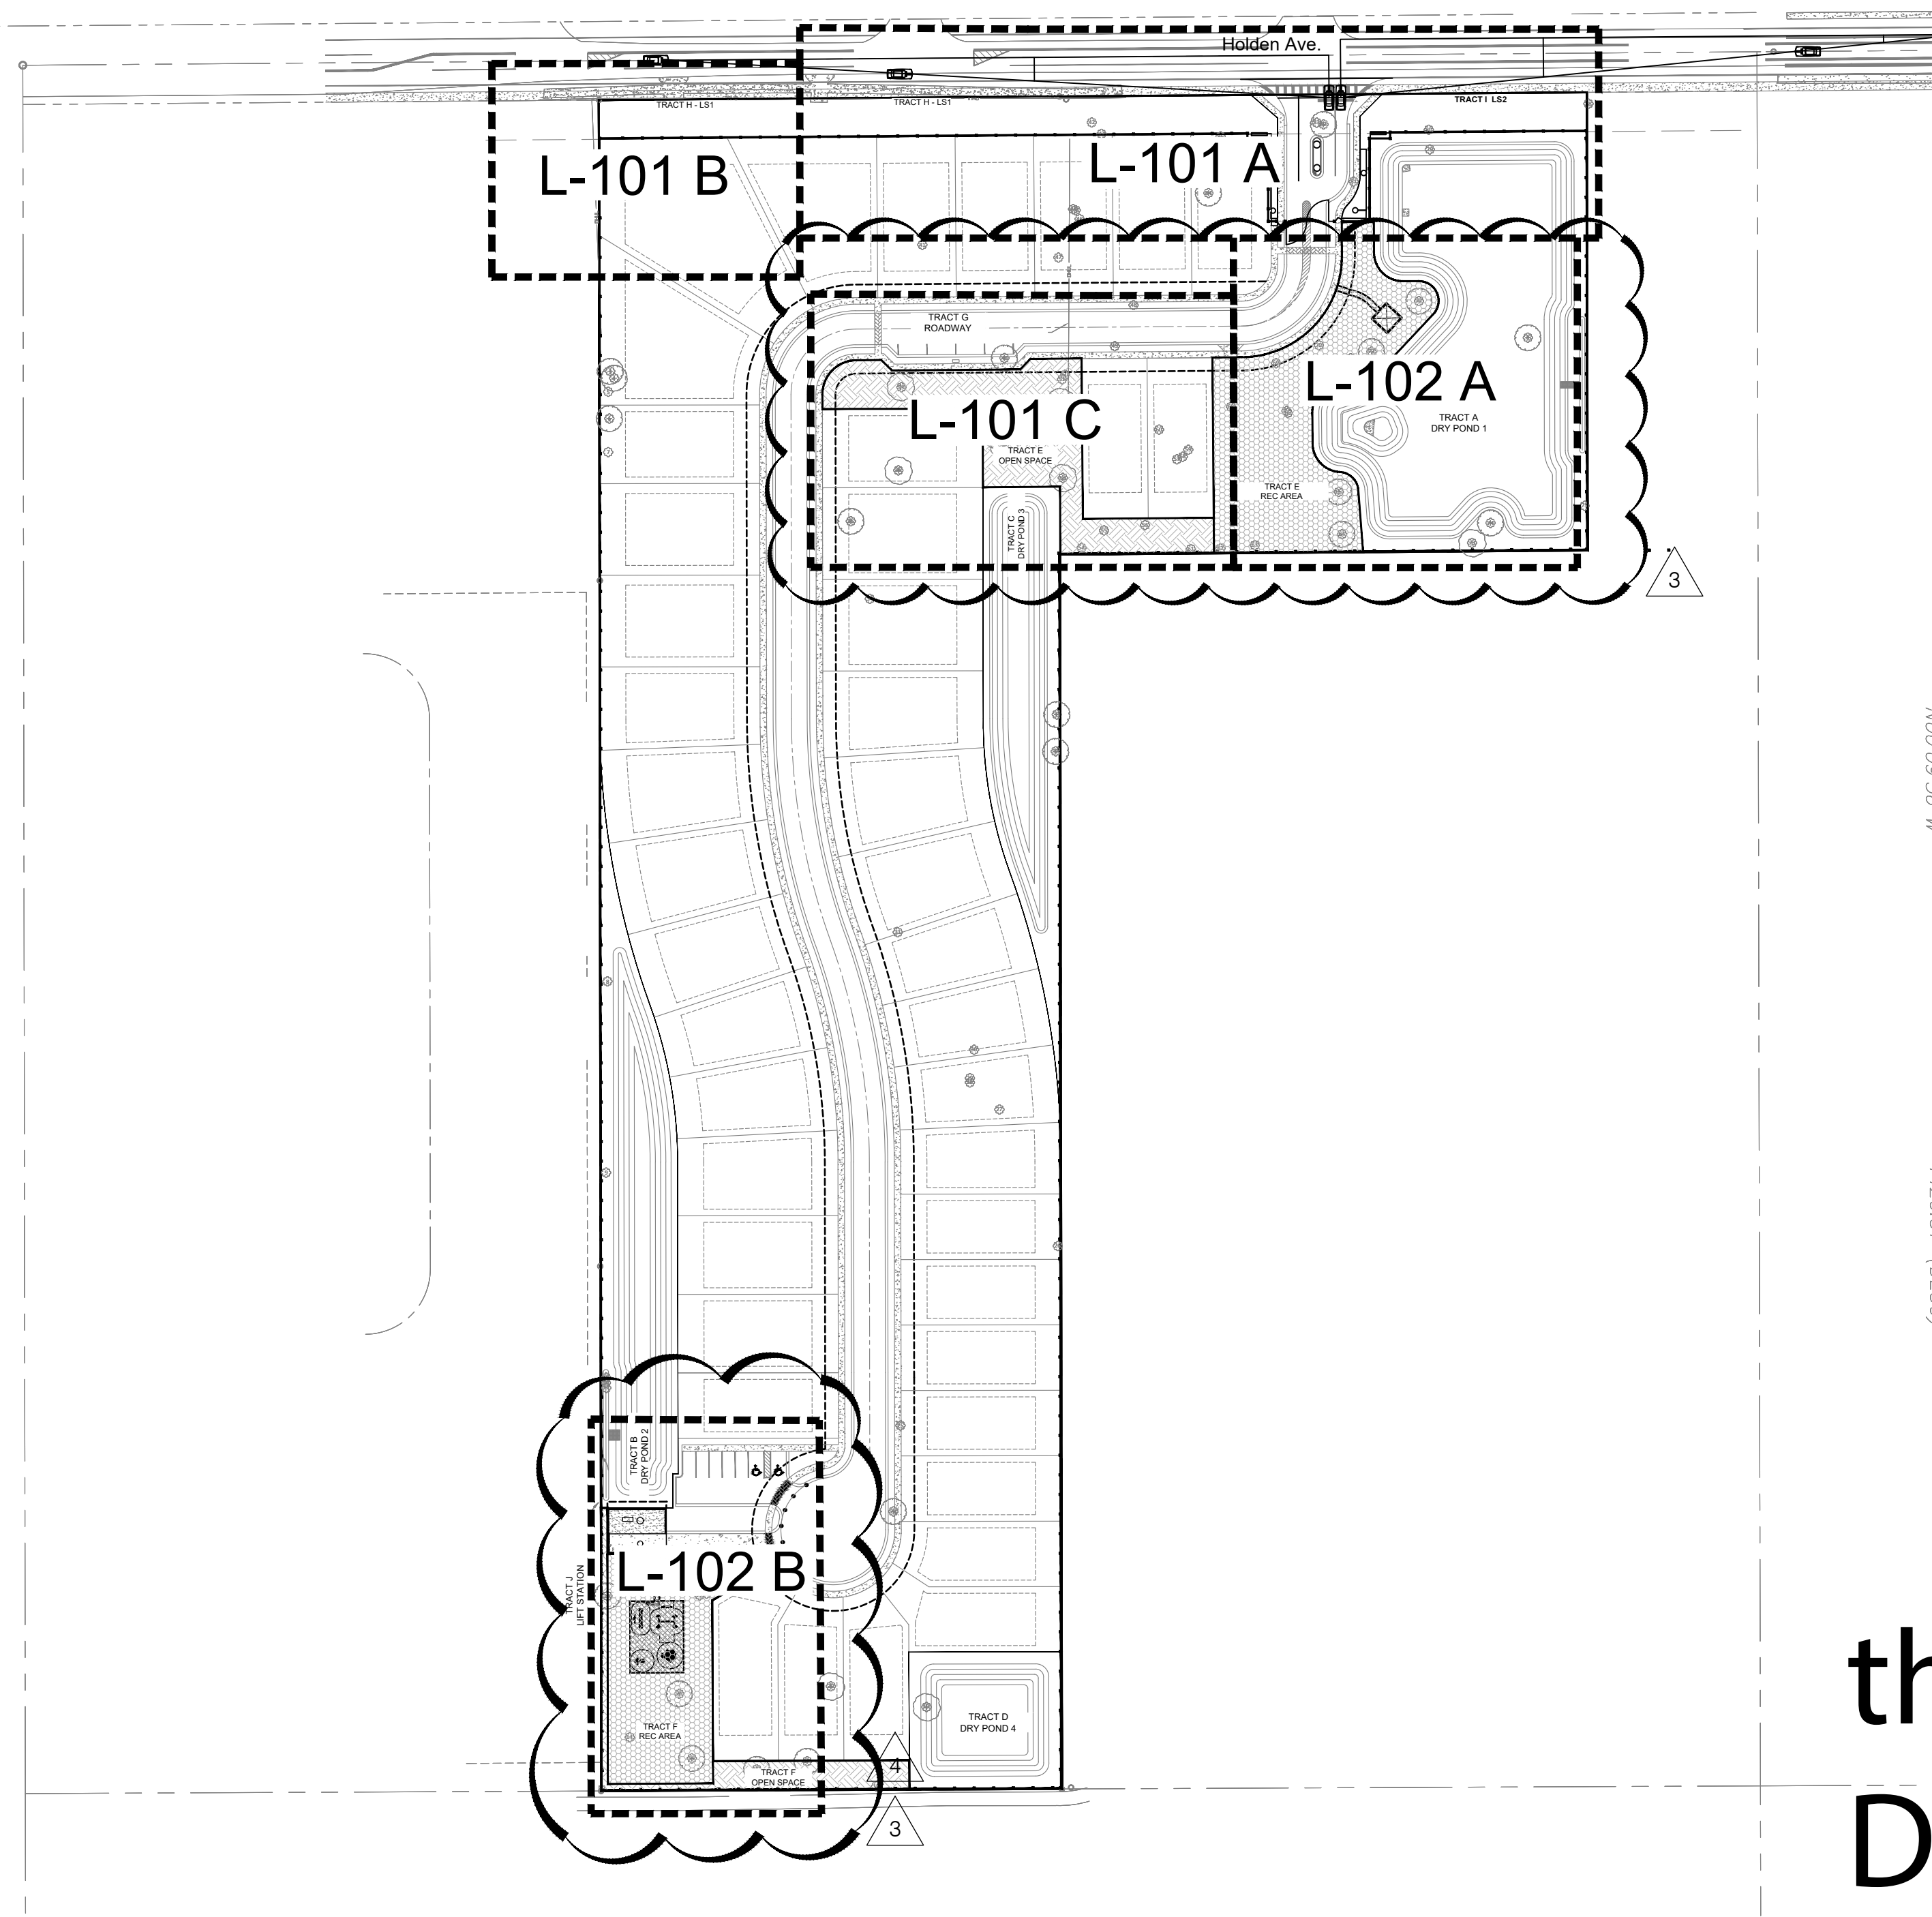 Holden Ave.
TRACT H - LS1
TRACT H - LS1
TRACT I LS2
L-101 B
L-101 A
TRACT G
ROADWAY
L-101 C
L-102 A
TRACT A
DRY POND 1
TRACT E
OPEN SPACE
TRACT E
REC AREA
TRACT C
DRY POND 3
3
TRACT B
DRY POND 2
L-102 B
TRACT J
LIFT STATION
TRACT F
REC AREA
TRACT D
DRY POND 4
TRACT F
OPEN SPACE
4
3
th
D